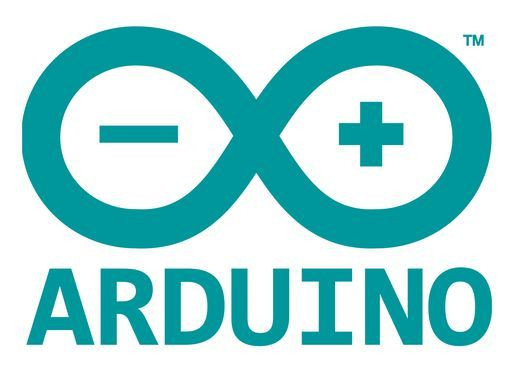 ™
− +
ARDUINO